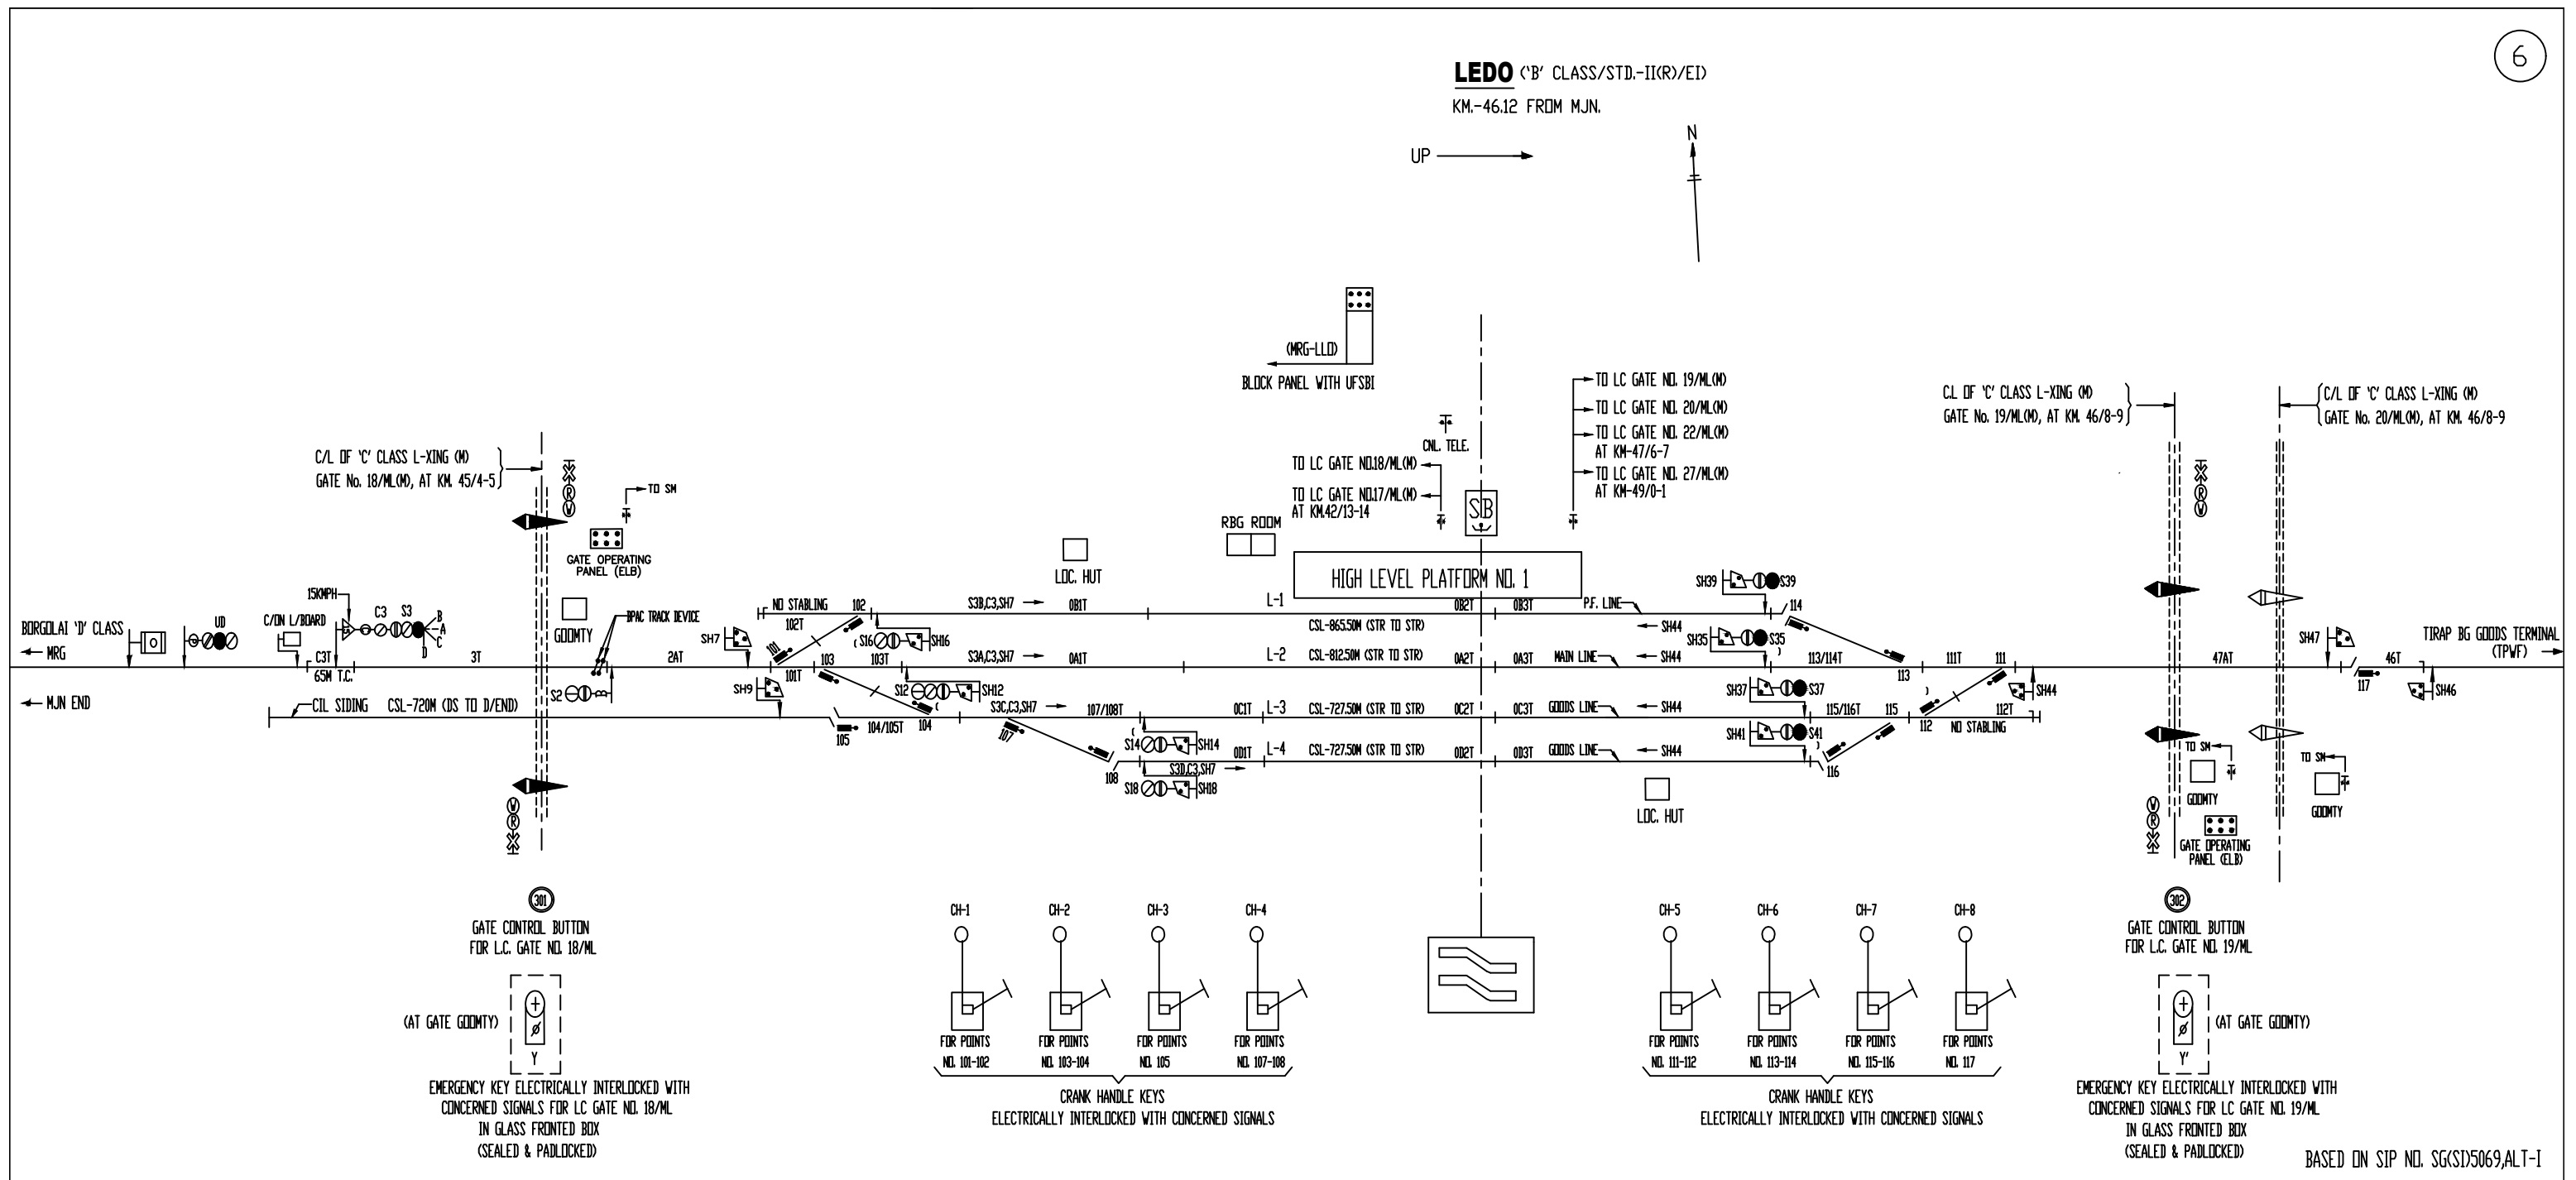 6
LEDO ('B' CLASS/STD.-II(R)/EI)
KM.-46.12 FROM MJN.
UP
N
(MRG-LLO)
BLOCK PANEL WITH UFSBI
CNL. TELE.
TO LC GATE NO. 19/ML(M)
TO LC GATE NO. 20/ML(M)
TO LC GATE NO. 22/ML(M)
AT KM-47/6-7
TO LC GATE NO. 27/ML(M)
AT KM-49/0-1
TO LC GATE NO.18/ML(M)
TO LC GATE NO.17/ML(M)
AT KM.42/13-14
SB
C.L OF 'C' CLASS L-XING (M)
GATE No. 19/ML(M), AT KM. 46/8-9
C/L OF 'C' CLASS L-XING (M)
GATE No. 20/ML(M), AT KM. 46/8-9
C/L OF 'C' CLASS L-XING (M)
GATE No. 18/ML(M), AT KM. 45/4-5
R
W
TO SM
GATE OPERATING
PANEL (ELB)
GOOMTY
BPAC TRACK DEVICE
LOC. HUT
RBG ROOM
HIGH LEVEL PLATFORM NO. 1
R
W
BORGOLAI 'D' CLASS
MRG
MJN END
UD
C/ON L/BOARD
15KMPH
15
C3
S3
B
A
C
D
C3T
65M T.C.
3T
S2
2AT
SH7
SH9
NO STABLING
102T
102
101
101T
103
103T
S16
SH16
S12
SH12
S3B,C3,SH7
0B1T
L-1
0B2T
0B3T
P.F. LINE
CSL-865.50M (STR TO STR)
SH44
SH39
S39
114
S3A,C3,SH7
0A1T
L-2
CSL-812.50M (STR TO STR)
0A2T
0A3T
MAIN LINE
SH44
SH35
S35
113/114T
113
111T
111
47AT
SH47
117
46T
SH46
TIRAP BG GOODS TERMINAL
(TPWF)
CIL SIDING
CSL-720M (DS TO D/END)
105
104/105T
104
S3C,C3,SH7
107
107/108T
0C1T
L-3
CSL-727.50M (STR TO STR)
0C2T
0C3T
GOODS LINE
SH44
SH37
S37
115/116T
115
112
112T
NO STABLING
SH44
S14
SH14
108
0D1T
L-4
CSL-727.50M (STR TO STR)
0D2T
0D3T
GOODS LINE
SH44
SH41
S41
116
S3D,C3,SH7
S18
SH18
LOC. HUT
W
R
W
R
TO SM
GOOMTY
GATE OPERATING
PANEL (ELB)
TO SM
GOOMTY
301
GATE CONTROL BUTTON
FOR L.C. GATE NO. 18/ML
(AT GATE GOOMTY)
Y
EMERGENCY KEY ELECTRICALLY INTERLOCKED WITH
CONCERNED SIGNALS FOR LC GATE NO. 18/ML
IN GLASS FRONTED BOX
(SEALED & PADLOCKED)
CH-1
CH-2
CH-3
CH-4
FOR POINTS
NO. 101-102
FOR POINTS
NO. 103-104
FOR POINTS
NO. 105
FOR POINTS
NO. 107-108
CRANK HANDLE KEYS
ELECTRICALLY INTERLOCKED WITH CONCERNED SIGNALS
CH-5
CH-6
CH-7
CH-8
FOR POINTS
NO. 111-112
FOR POINTS
NO. 113-114
FOR POINTS
NO. 115-116
FOR POINTS
NO. 117
CRANK HANDLE KEYS
ELECTRICALLY INTERLOCKED WITH CONCERNED SIGNALS
302
GATE CONTROL BUTTON
FOR L.C. GATE NO. 19/ML
(AT GATE GOOMTY)
Y'
EMERGENCY KEY ELECTRICALLY INTERLOCKED WITH
CONCERNED SIGNALS FOR LC GATE NO. 19/ML
IN GLASS FRONTED BOX
(SEALED & PADLOCKED)
BASED ON SIP NO. SG(SI)5069,ALT-I